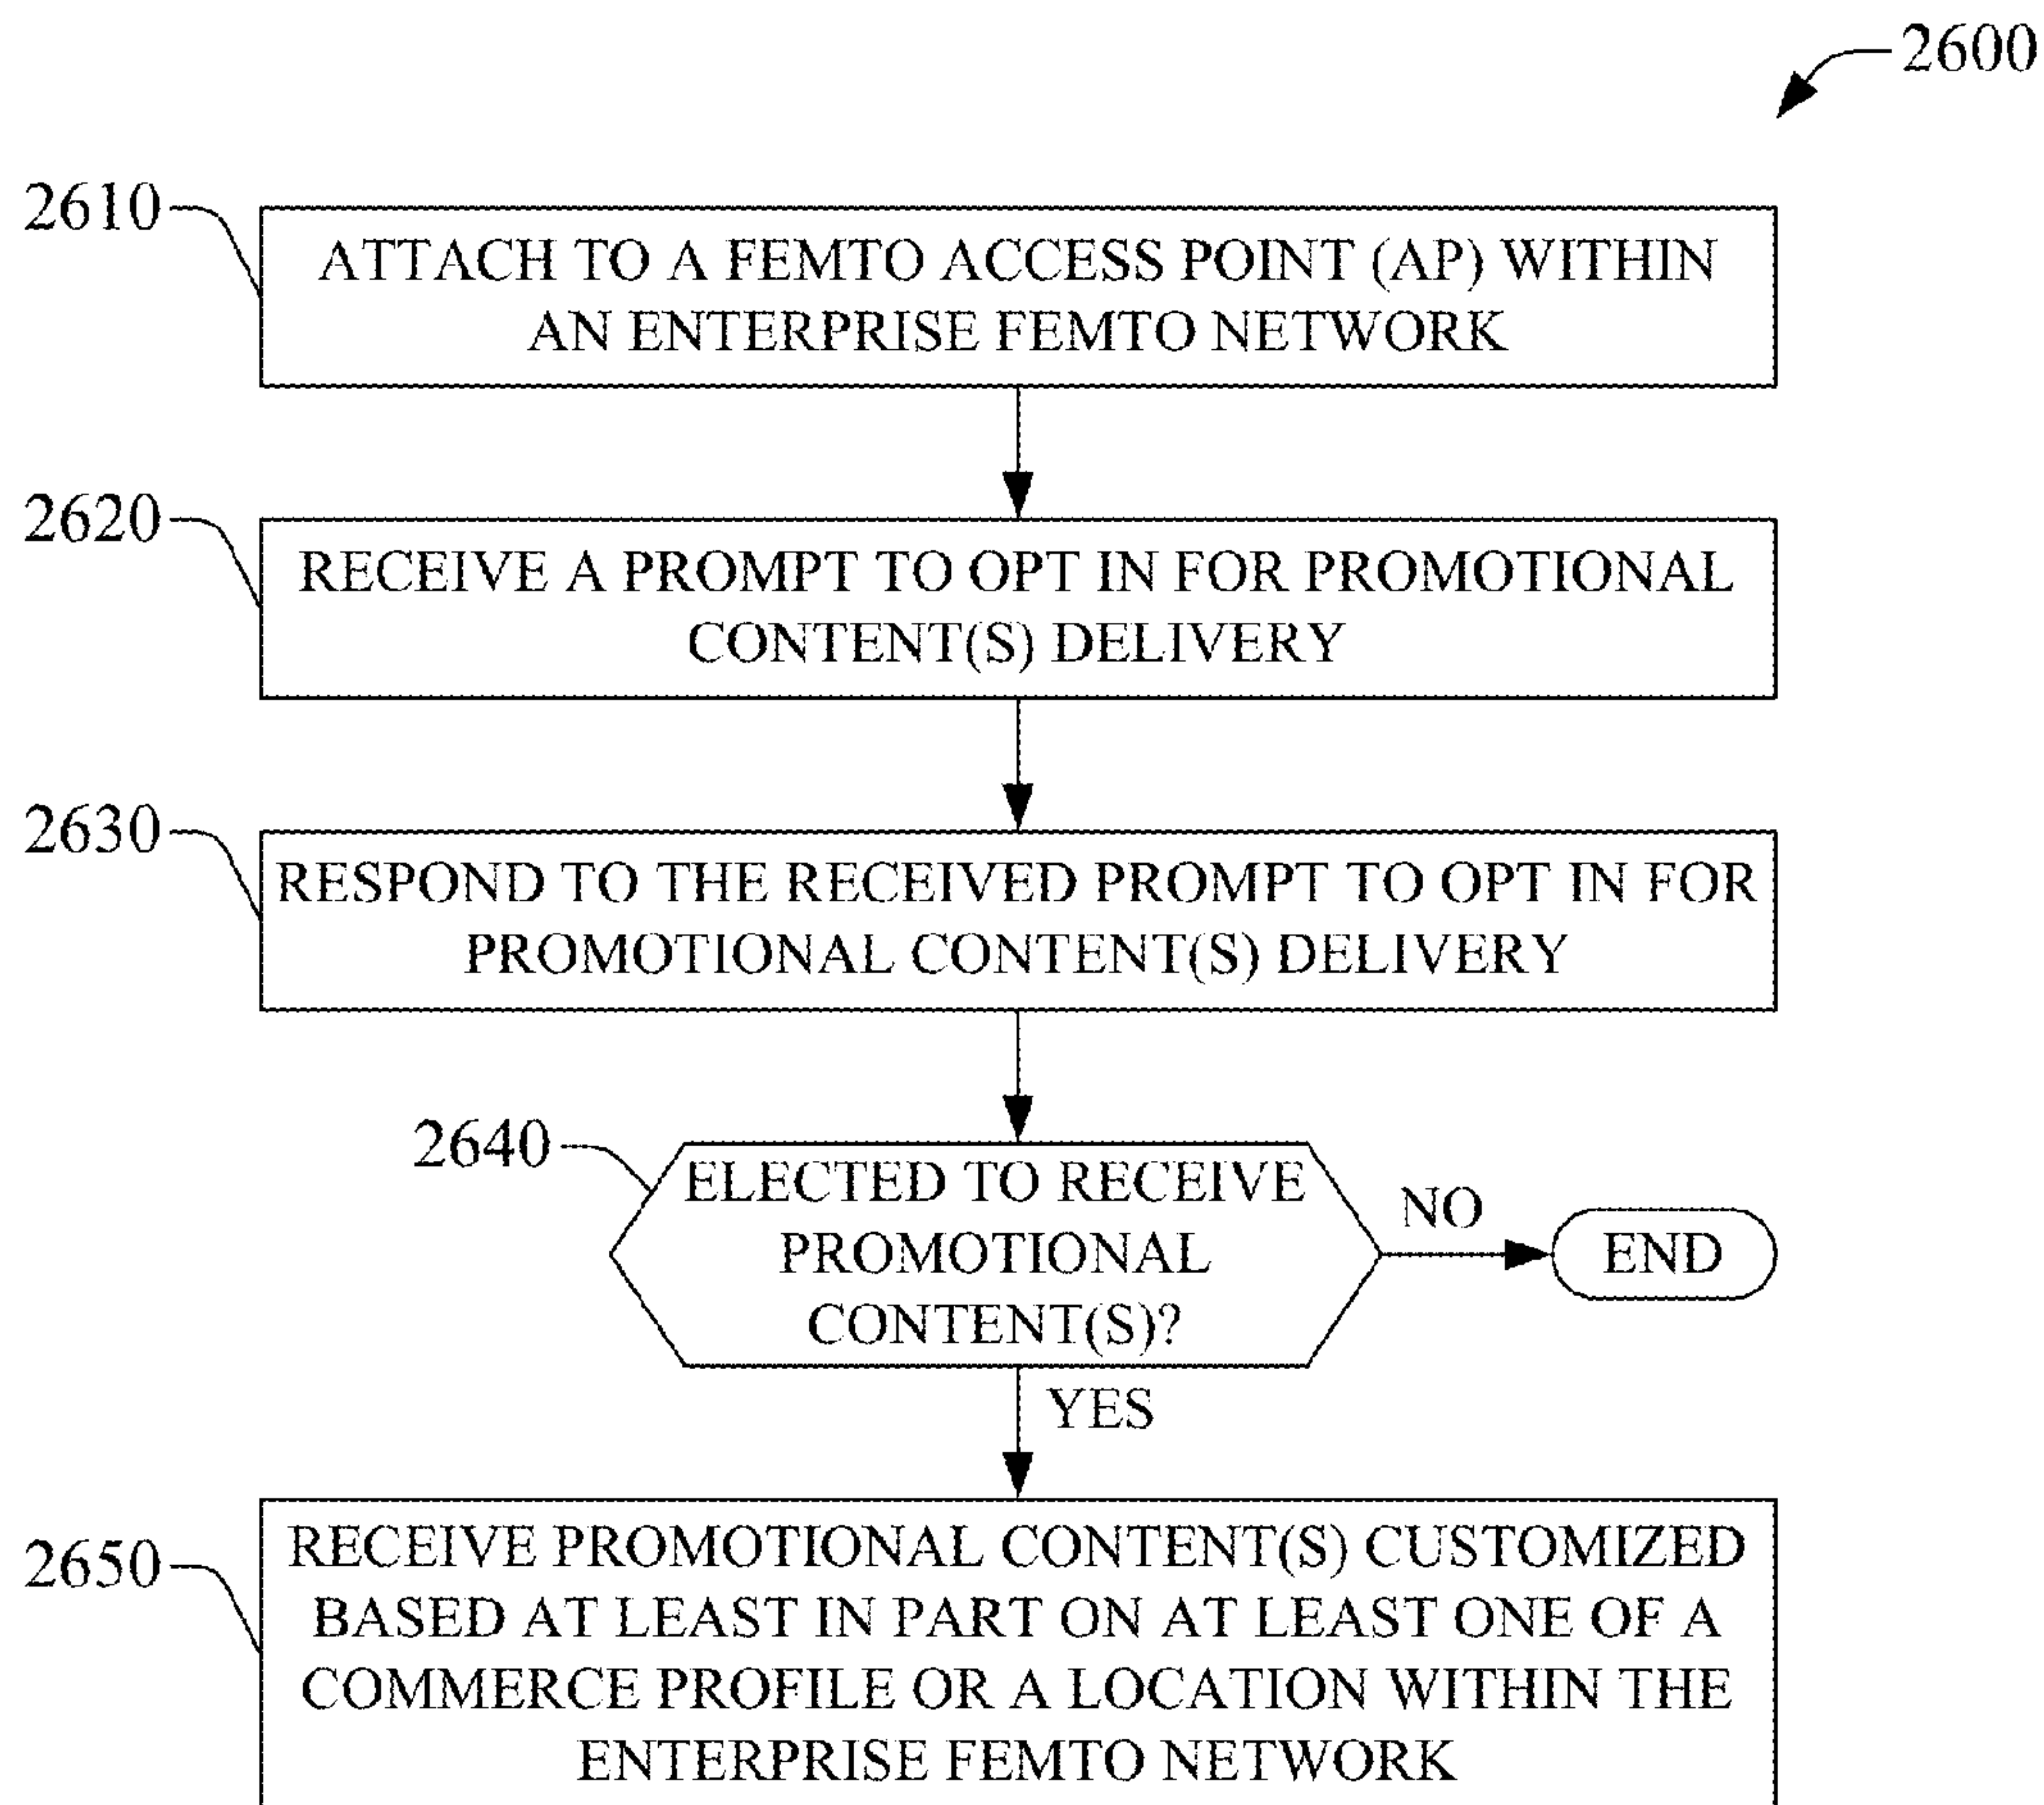 2600
2610
ATTACH TO A FEMTO ACCESS POINT (AP) WITHIN
AN ENTERPRISE FEMTO NETWORK
2620
RECEIVE A PROMPT TO OPT IN FOR PROMOTIONAL
CONTENT(S) DELIVERY
2630
RESPOND TO THE RECEIVED PROMPT TO OPT IN FOR
PROMOTIONAL CONTENT(S) DELIVERY
2640
ELECTED TO RECEIVE
PROMOTIONAL
CONTENT(S)?
NO
END
YES
2650
RECEIVE PROMOTIONAL CONTENT(S) CUSTOMIZED
BASED AT LEAST IN PART ON AT LEAST ONE OF A
COMMERCE PROFILE OR A LOCATION WITHIN THE
ENTERPRISE FEMTO NETWORK